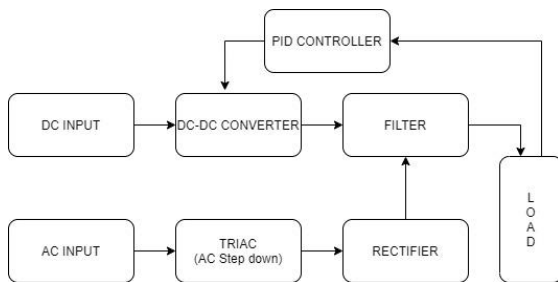 PID CONTROLLER
DC INPUT
DC-DC CONVERTER
FILTER
L
O
A
D
AC INPUT
TRIAC
(AC Step down)
RECTIFIER